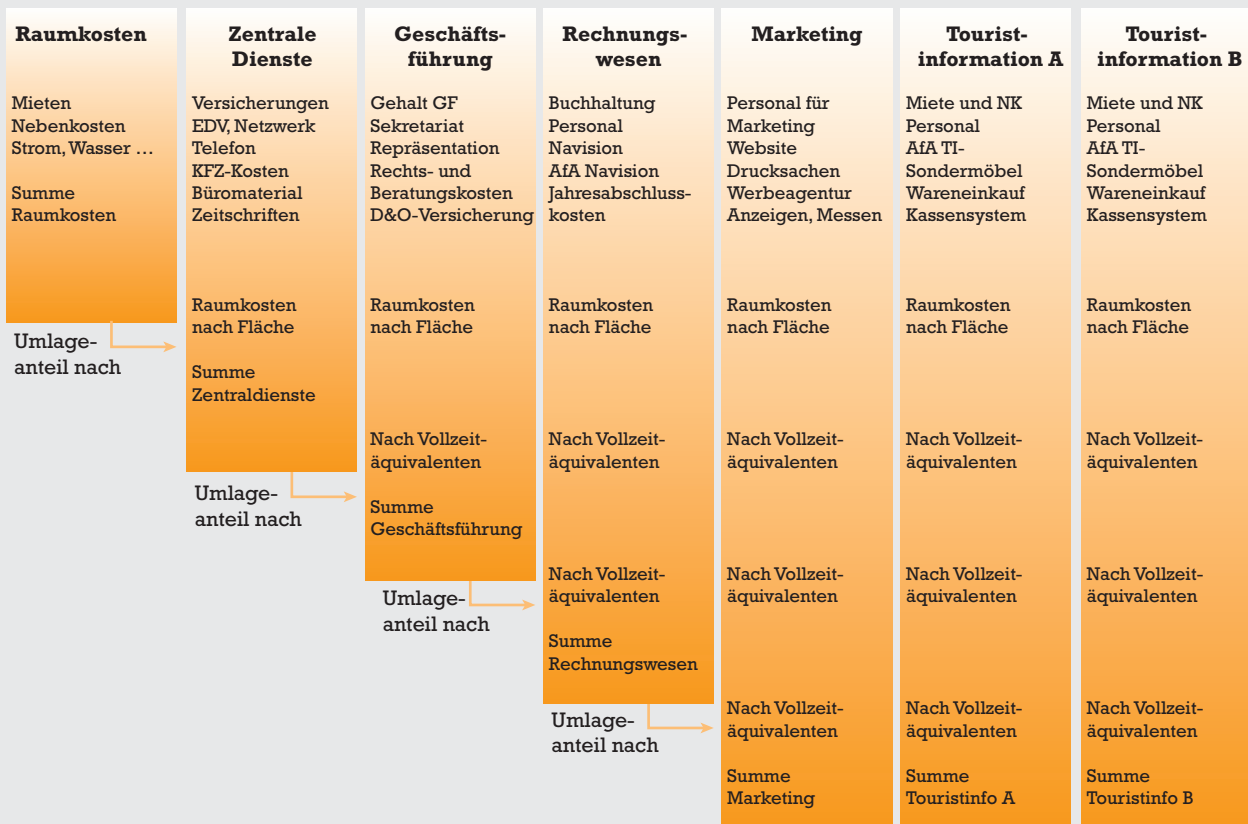 Raumkosten
Mieten
Nebenkosten
Strom, Wasser ...
Summe
Raumkosten
Umlage-
anteil nach
Zentrale
Dienste
Versicherungen
EDV, Netzwerk
Telefon
KFZ-Kosten
Büromaterial
Zeitschriften
Raumkosten
nach Fläche
Summe
Zentraldienste
Umlage-
anteil nach
Geschäfts-
führung
Gehalt GF
Sekretariat
Repräsentation
Rechts- und
Beratungskosten
D&O-Versicherung
Raumkosten
nach Fläche
Nach Vollzeit-
äquivalenten
Summe
Geschäftsführung
Umlage-
anteil nach
Rechnungs-
wesen
Buchhaltung
Personal
Navision
AfA Navision
Jahresabschluss-
kosten
Raumkosten
nach Fläche
Nach Vollzeit-
äquivalenten
Nach Vollzeit-
äquivalenten
Summe
Rechnungswesen
Umlage-
anteil nach
Marketing
Personal für
Marketing
Website
Drucksachen
Werbeagentur
Anzeigen, Messen
Raumkosten
nach Fläche
Nach Vollzeit-
äquivalenten
Nach Vollzeit-
äquivalenten
Nach Vollzeit-
äquivalenten
Summe
Marketing
Tourist-
information A
Miete und NK
Personal
AfA TI-
Sondermöbel
Wareneinkauf
Kassensystem
Raumkosten
nach Fläche
Nach Vollzeit-
äquivalenten
Nach Vollzeit-
äquivalenten
Nach Vollzeit-
äquivalenten
Summe
Touristinfo A
Tourist-
information B
Miete und NK
Personal
AfA TI-
Sondermöbel
Wareneinkauf
Kassensystem
Raumkosten
nach Fläche
Nach Vollzeit-
äquivalenten
Nach Vollzeit-
äquivalenten
Nach Vollzeit-
äquivalenten
Summe
Touristinfo B